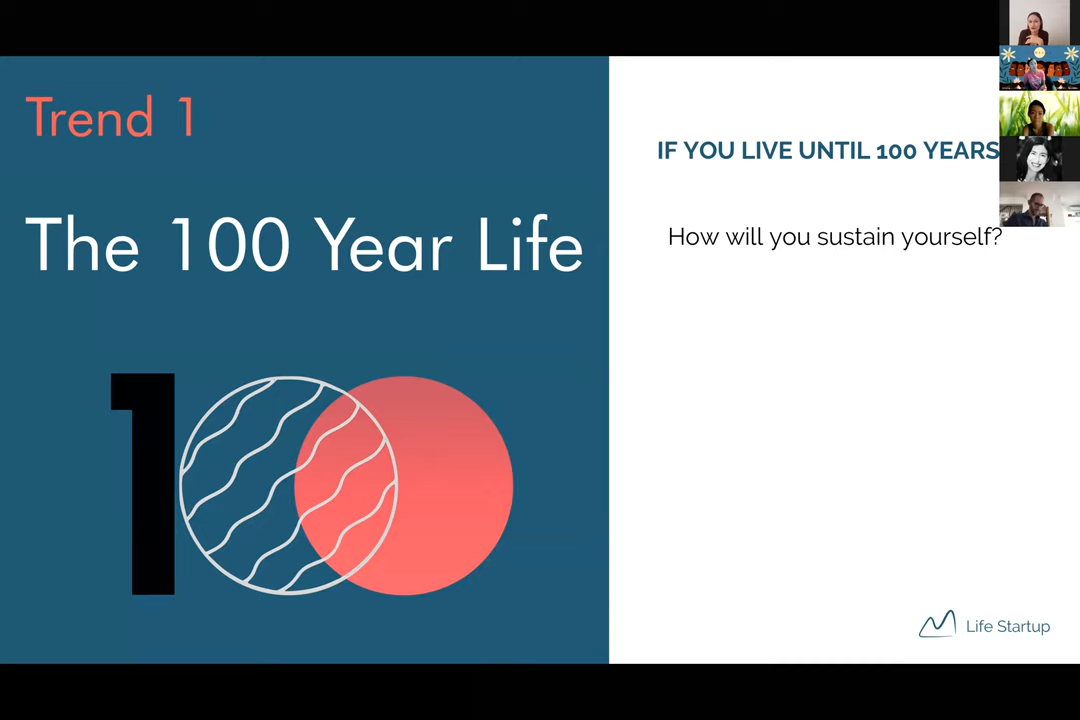 Trend 1
The 100 Year Life
100
IF YOU LIVE UNTIL 100 YEARS
How will you sustain yourself?
Life Startup